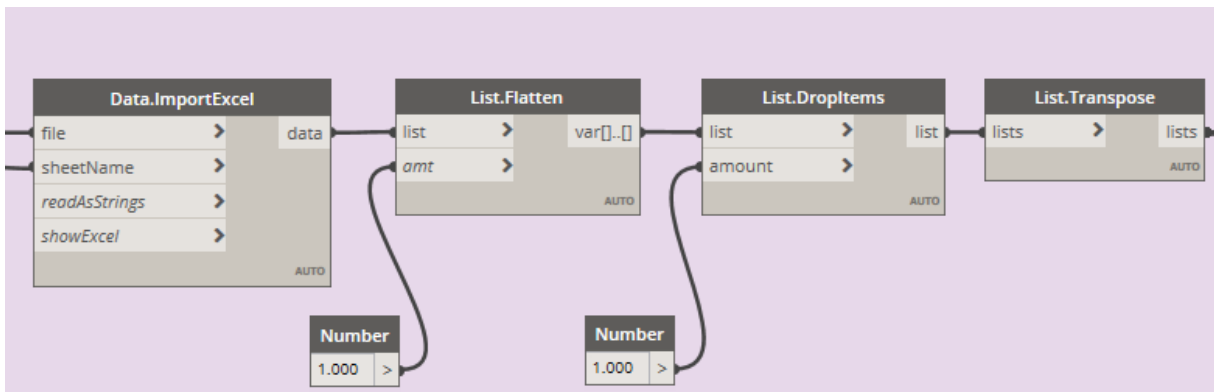 Data.ImportExcel
file > data
sheetName >
readAsStrings >
showExcel >
AUTO
List.Flatten
list > var[]..[]
amt >
AUTO
List.DropItems
list > list
amount >
AUTO
List.Transpose
lists > lists
AUTO
Number
1.000 >
Number
1.000 >